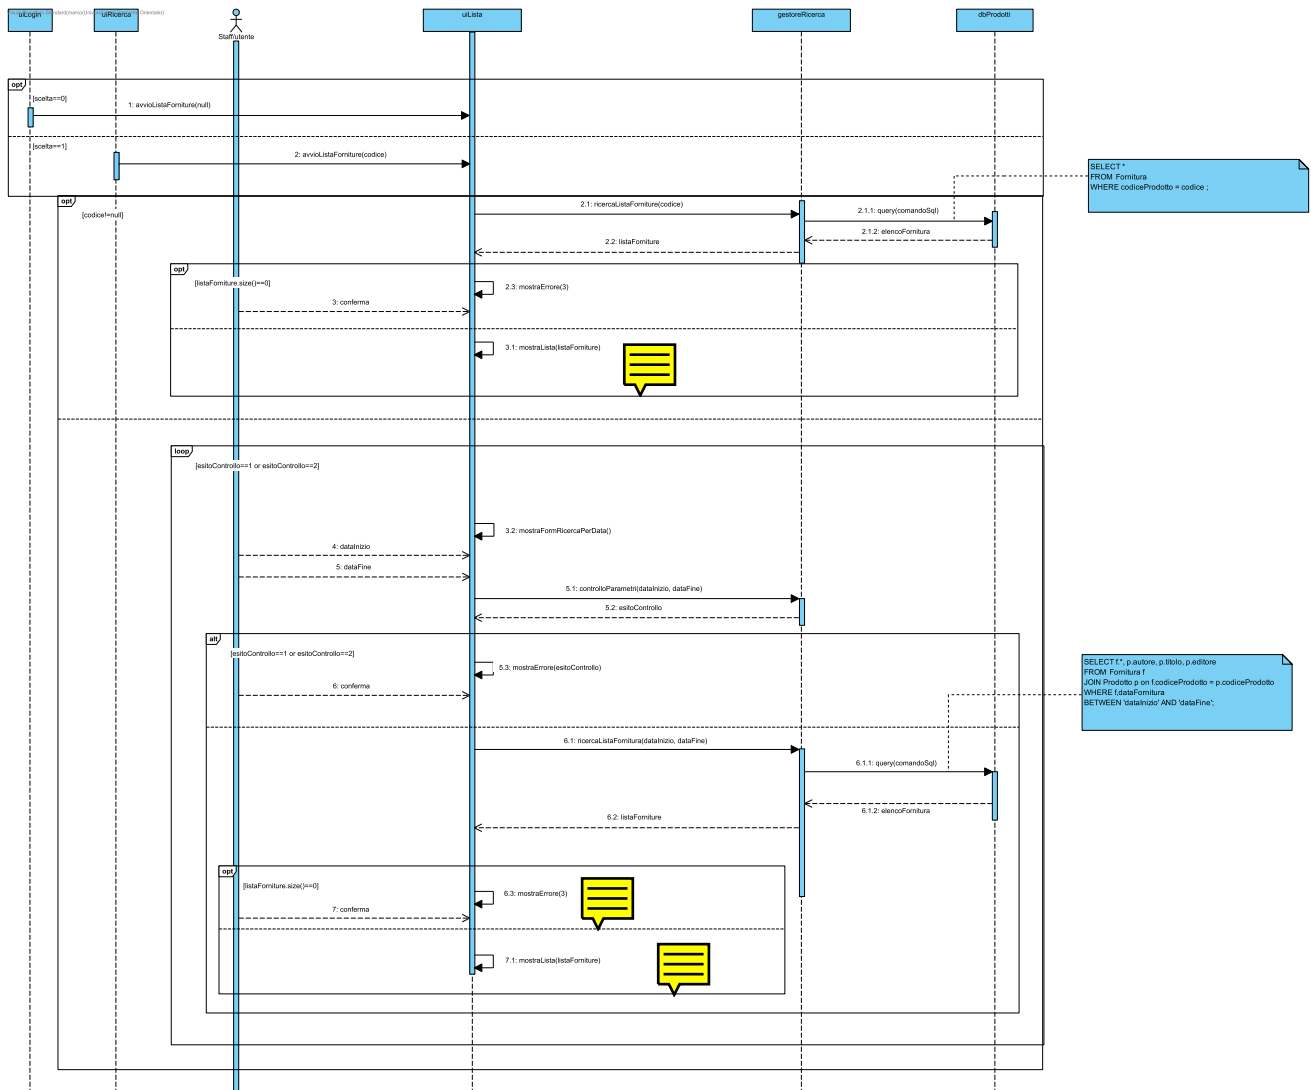 uiLogin
uiRicerca
Staff/utente
uiLista
gestoreRicerca
dbProdotti
opt
[scelta==0]
1: avvioListaForniture(null)
[scelta==1]
2: avvioListaForniture(codice)
SELECT *
FROM Fornitura
WHERE codiceProdotto = codice ;
opt
[codice!=null]
2.1: ricercaListaForniture(codice)
2.1.1: query(comandoSql)
2.1.2: elencoFornitura
2.2: listaForniture
opt
[listaForniture.size()==0]
2.3: mostraErrore(3)
3: conferma
3.1: mostraLista(listaForniture)
loop
[esitoControllo==1 or esitoControllo==2]
3.2: mostraFormRicercaPerData()
4: dataInizio
5: dataFine
5.1: controlloParametri(dataInizio, dataFine)
5.2: esitoControllo
alt
[esitoControllo==1 or esitoControllo==2]
5.3: mostraErrore(esitoControllo)
6: conferma
SELECT f.*, p.autore, p.titolo, p.editore
FROM Fornitura f
JOIN Prodotto p on f.codiceProdotto = p.codiceProdotto
WHERE f,dataFornitura
BETWEEN 'dataInizio' AND 'dataFine';
6.1: ricercaListaFornitura(dataInizio, dataFine)
6.1.1: query(comandoSql)
6.1.2: elencoFornitura
6.2: listaForniture
opt
[listaForniture.size()==0]
6.3: mostraErrore(3)
7: conferma
7.1: mostraLista(listaForniture)